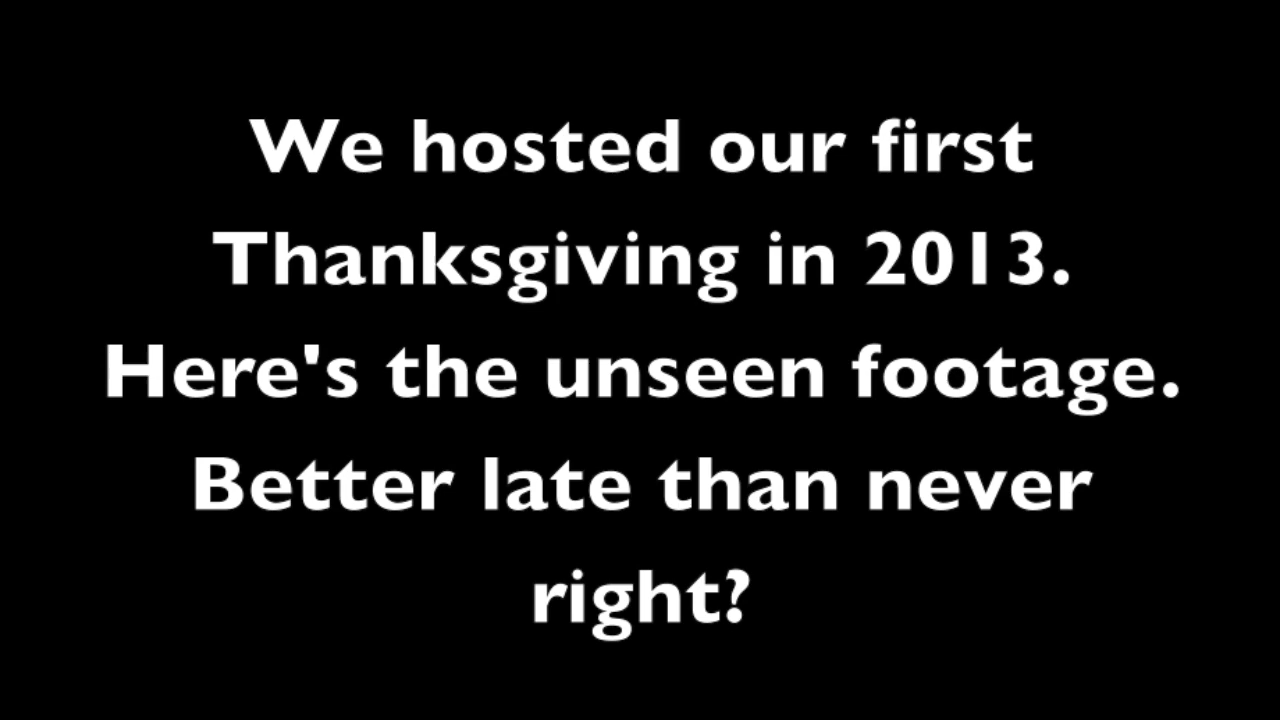 We hosted our first
Thanksgiving in 2013.
Here's the unseen footage.
Better late than never
right?